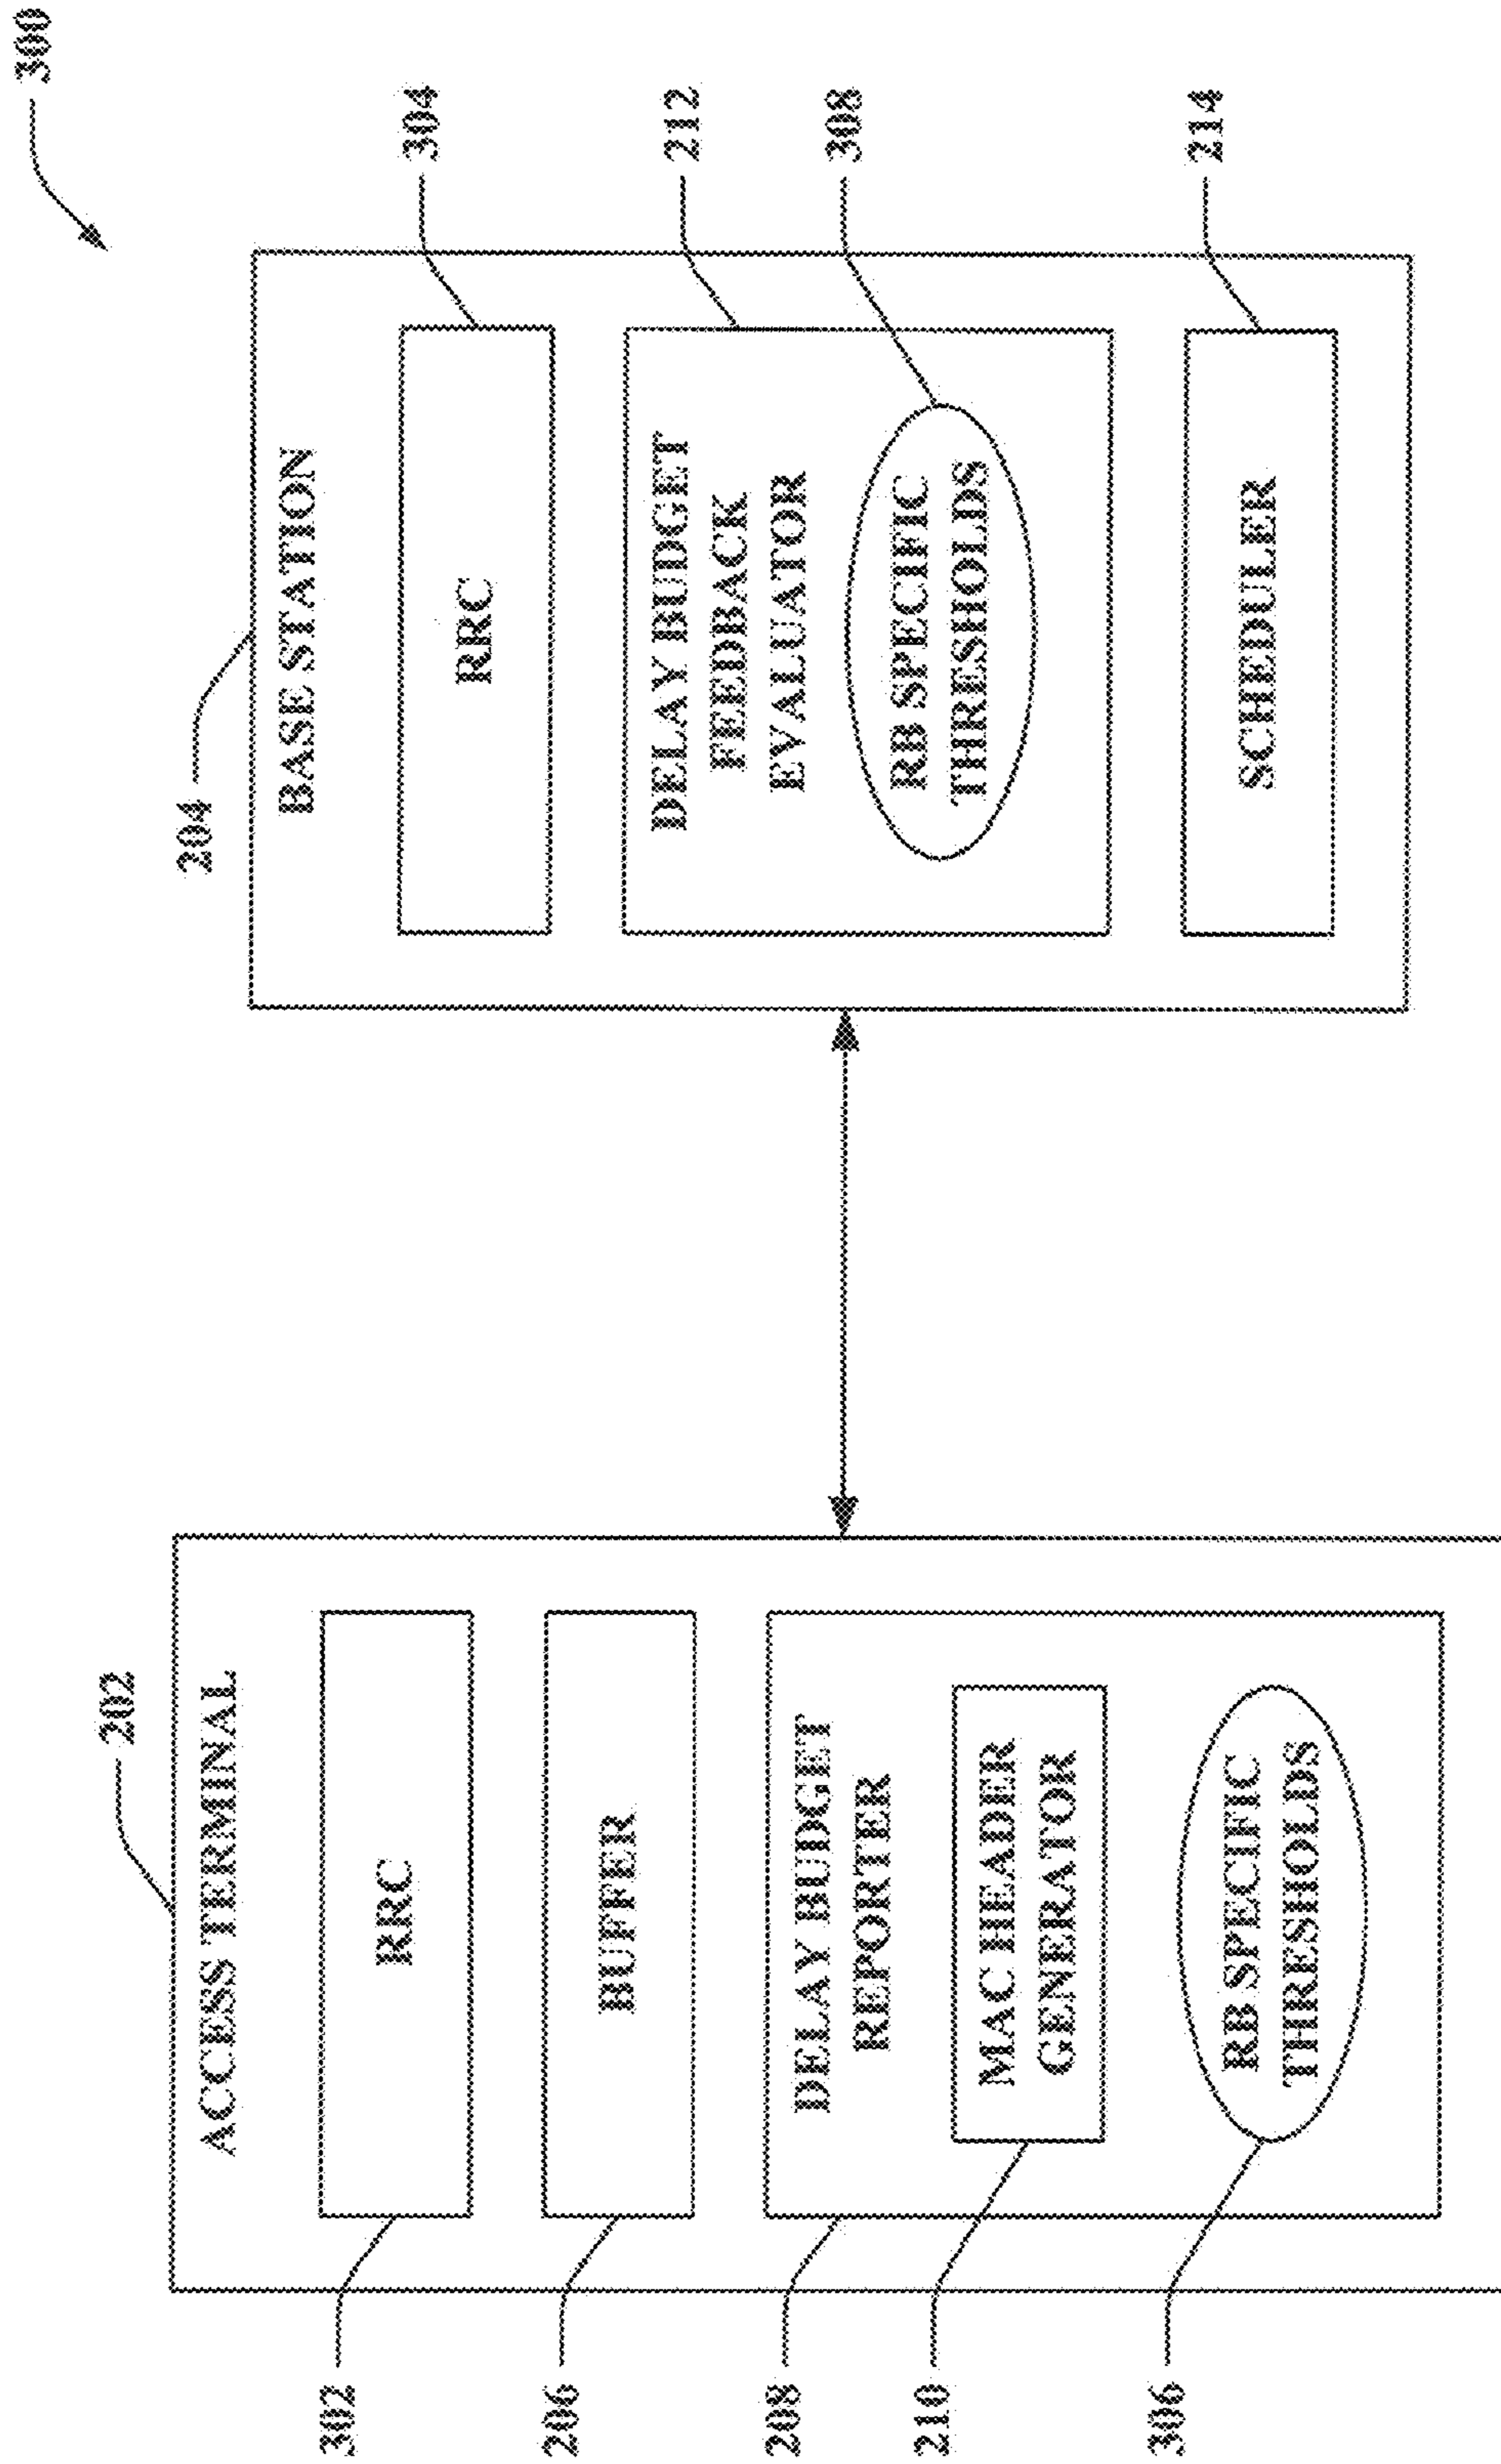 300
202
ACCESS TERMINAL
302
RRC
206
BUFFER
208
DELAY BUDGET
REPORTER
210
MAC HEADER
GENERATOR
306
RB SPECIFIC
THRESHOLDS
204
BASE STATION
RRC
304
DELAY BUDGET
FEEDBACK
EVALUATOR
212
RB SPECIFIC
THRESHOLDS
308
SCHEDULER
214